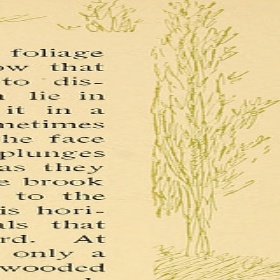 foliage
ow that
to dis-
lie in
it in a
metimes
he face
plunges
as they
e brook
to the
is hori-
als that
rd. At
only a
wooded